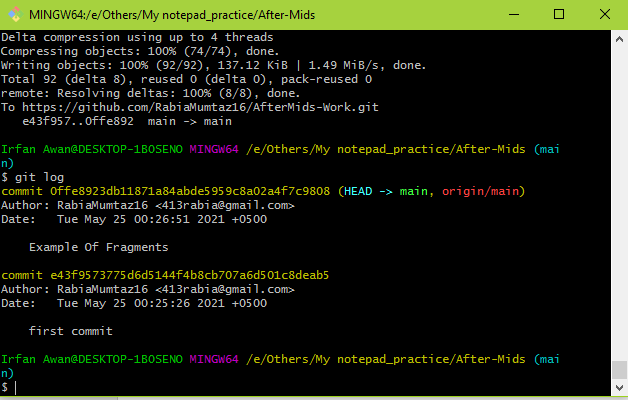 MINGW64:/e/Others/My notepad_practice/After-Mids
Delta compression using up to 4 threads
Compressing objects: 100% (74/74), done.
Writing objects: 100% (92/92), 137.12 KiB | 1.49 MiB/s, done.
Total 92 (delta 8), reused 0 (delta 0), pack-reused 0
remote: Resolving deltas: 100% (8/8), done.
To https://github.com/RabiaMumtaz16/AfterMids-Work.git
   e43f957..0ffe892  main -> main
Irfan Awan@DESKTOP-1BOSENO MINGW64 /e/Others/My notepad_practice/After-Mids (mai
n)
$ git log
commit 0ffe8923db11871a84abde5959c8a02a4f7c9808 (HEAD -> main, origin/main)
Author: RabiaMumtaz16 <413rabia@gmail.com>
Date:   Tue May 25 00:26:51 2021 +0500
    Example Of Fragments
commit e43f9573775d6d5144f4b8cb707a6d501c8deab5
Author: RabiaMumtaz16 <413rabia@gmail.com>
Date:   Tue May 25 00:25:26 2021 +0500
    first commit
Irfan Awan@DESKTOP-1BOSENO MINGW64 /e/Others/My notepad_practice/After-Mids (mai
n)
$